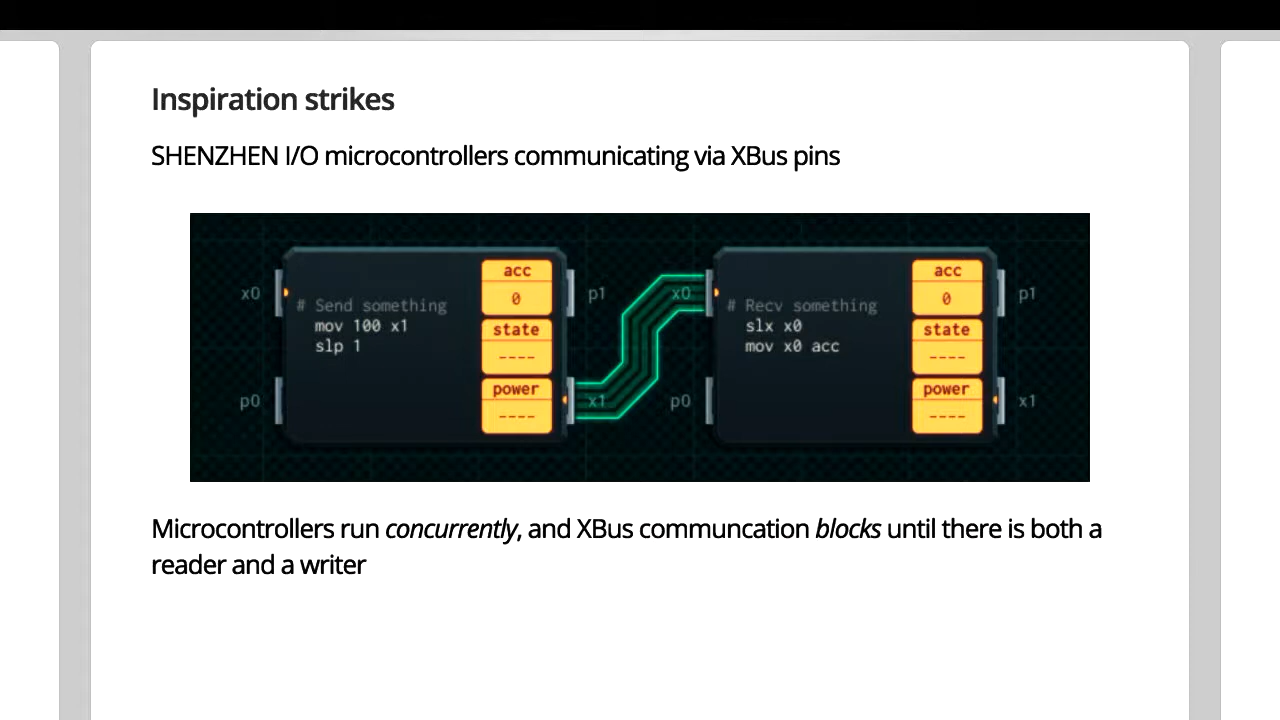 Inspiration strikes
SHENZHEN I/O microcontrollers communicating via XBus pins
x0
p0
# Send something
mov 100 x1
slp 1
acc
0
state
----
power
----
p1
x1
x0
p0
# Recv something
slx x0
mov x0 acc
acc
0
state
----
power
----
p1
x1
Microcontrollers run concurrently, and XBus communcation blocks until there is both a
reader and a writer